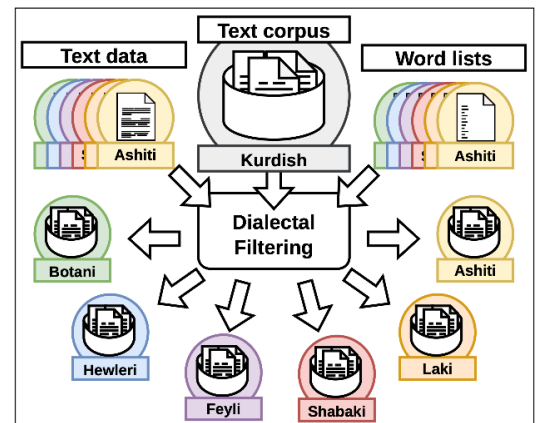 Text corpus
Text data
Word lists
S
Ashiti
Kurdish
S
Ashiti
Dialectal
Filtering
Botani
Ashiti
Hewleri
Laki
Feyli
Shabaki